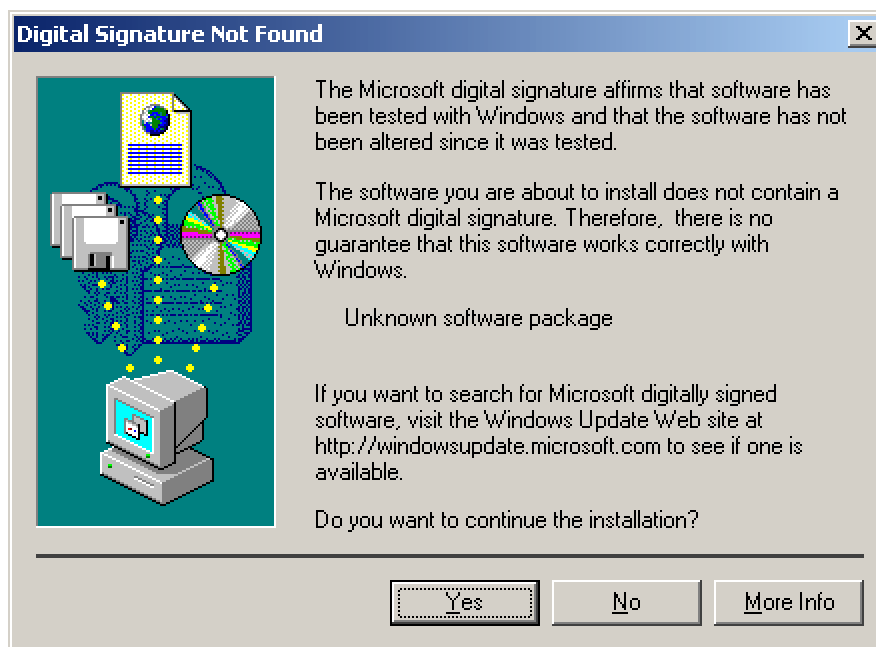 Digital Signature Not Found
The Microsoft digital signature affirms that software has
been tested with Windows and that the software has not
been altered since it was tested.
The software you are about to install does not contain a
Microsoft digital signature. Therefore,  there is no
guarantee that this software works correctly with
Windows.
Unknown software package
If you want to search for Microsoft digitally signed
software, visit the Windows Update Web site at
http://windowsupdate.microsoft.com to see if one is
available.
Do you want to continue the installation?
Yes No More Info